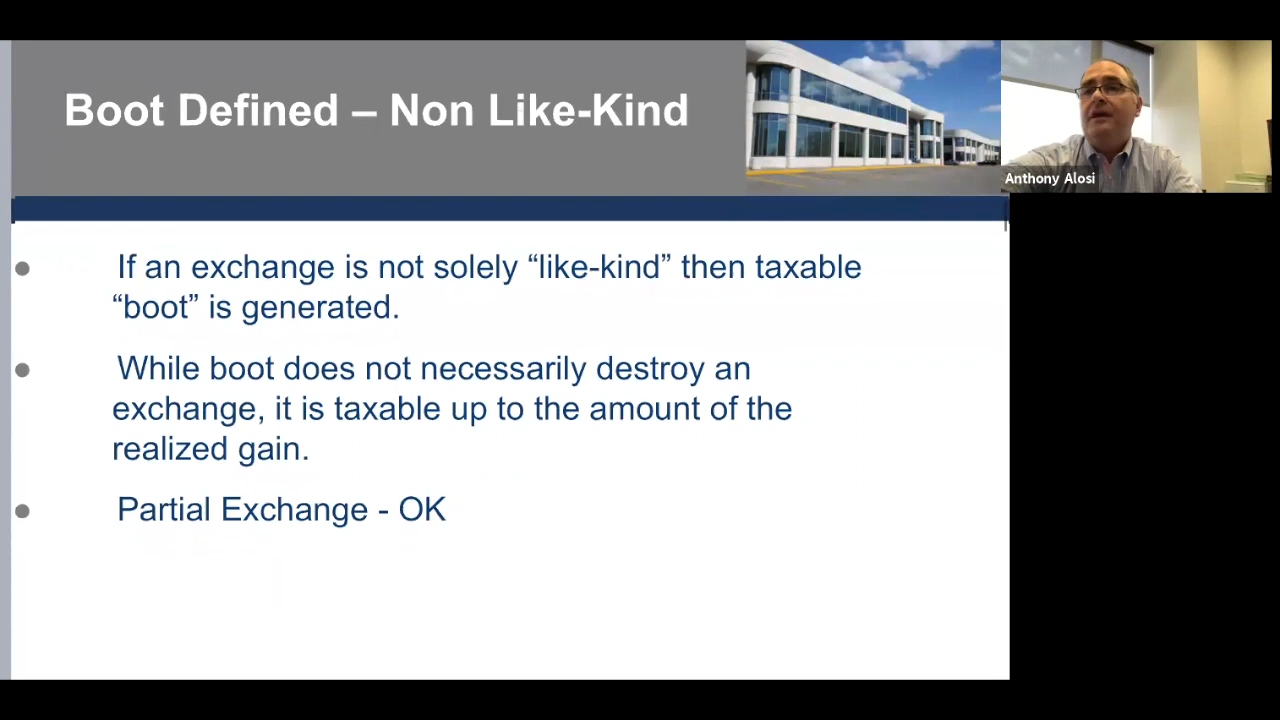 Boot Defined – Non Like-Kind
Anthony Alosi
If an exchange is not solely “like-kind” then taxable
“boot” is generated.
While boot does not necessarily destroy an
exchange, it is taxable up to the amount of the
realized gain.
Partial Exchange - OK